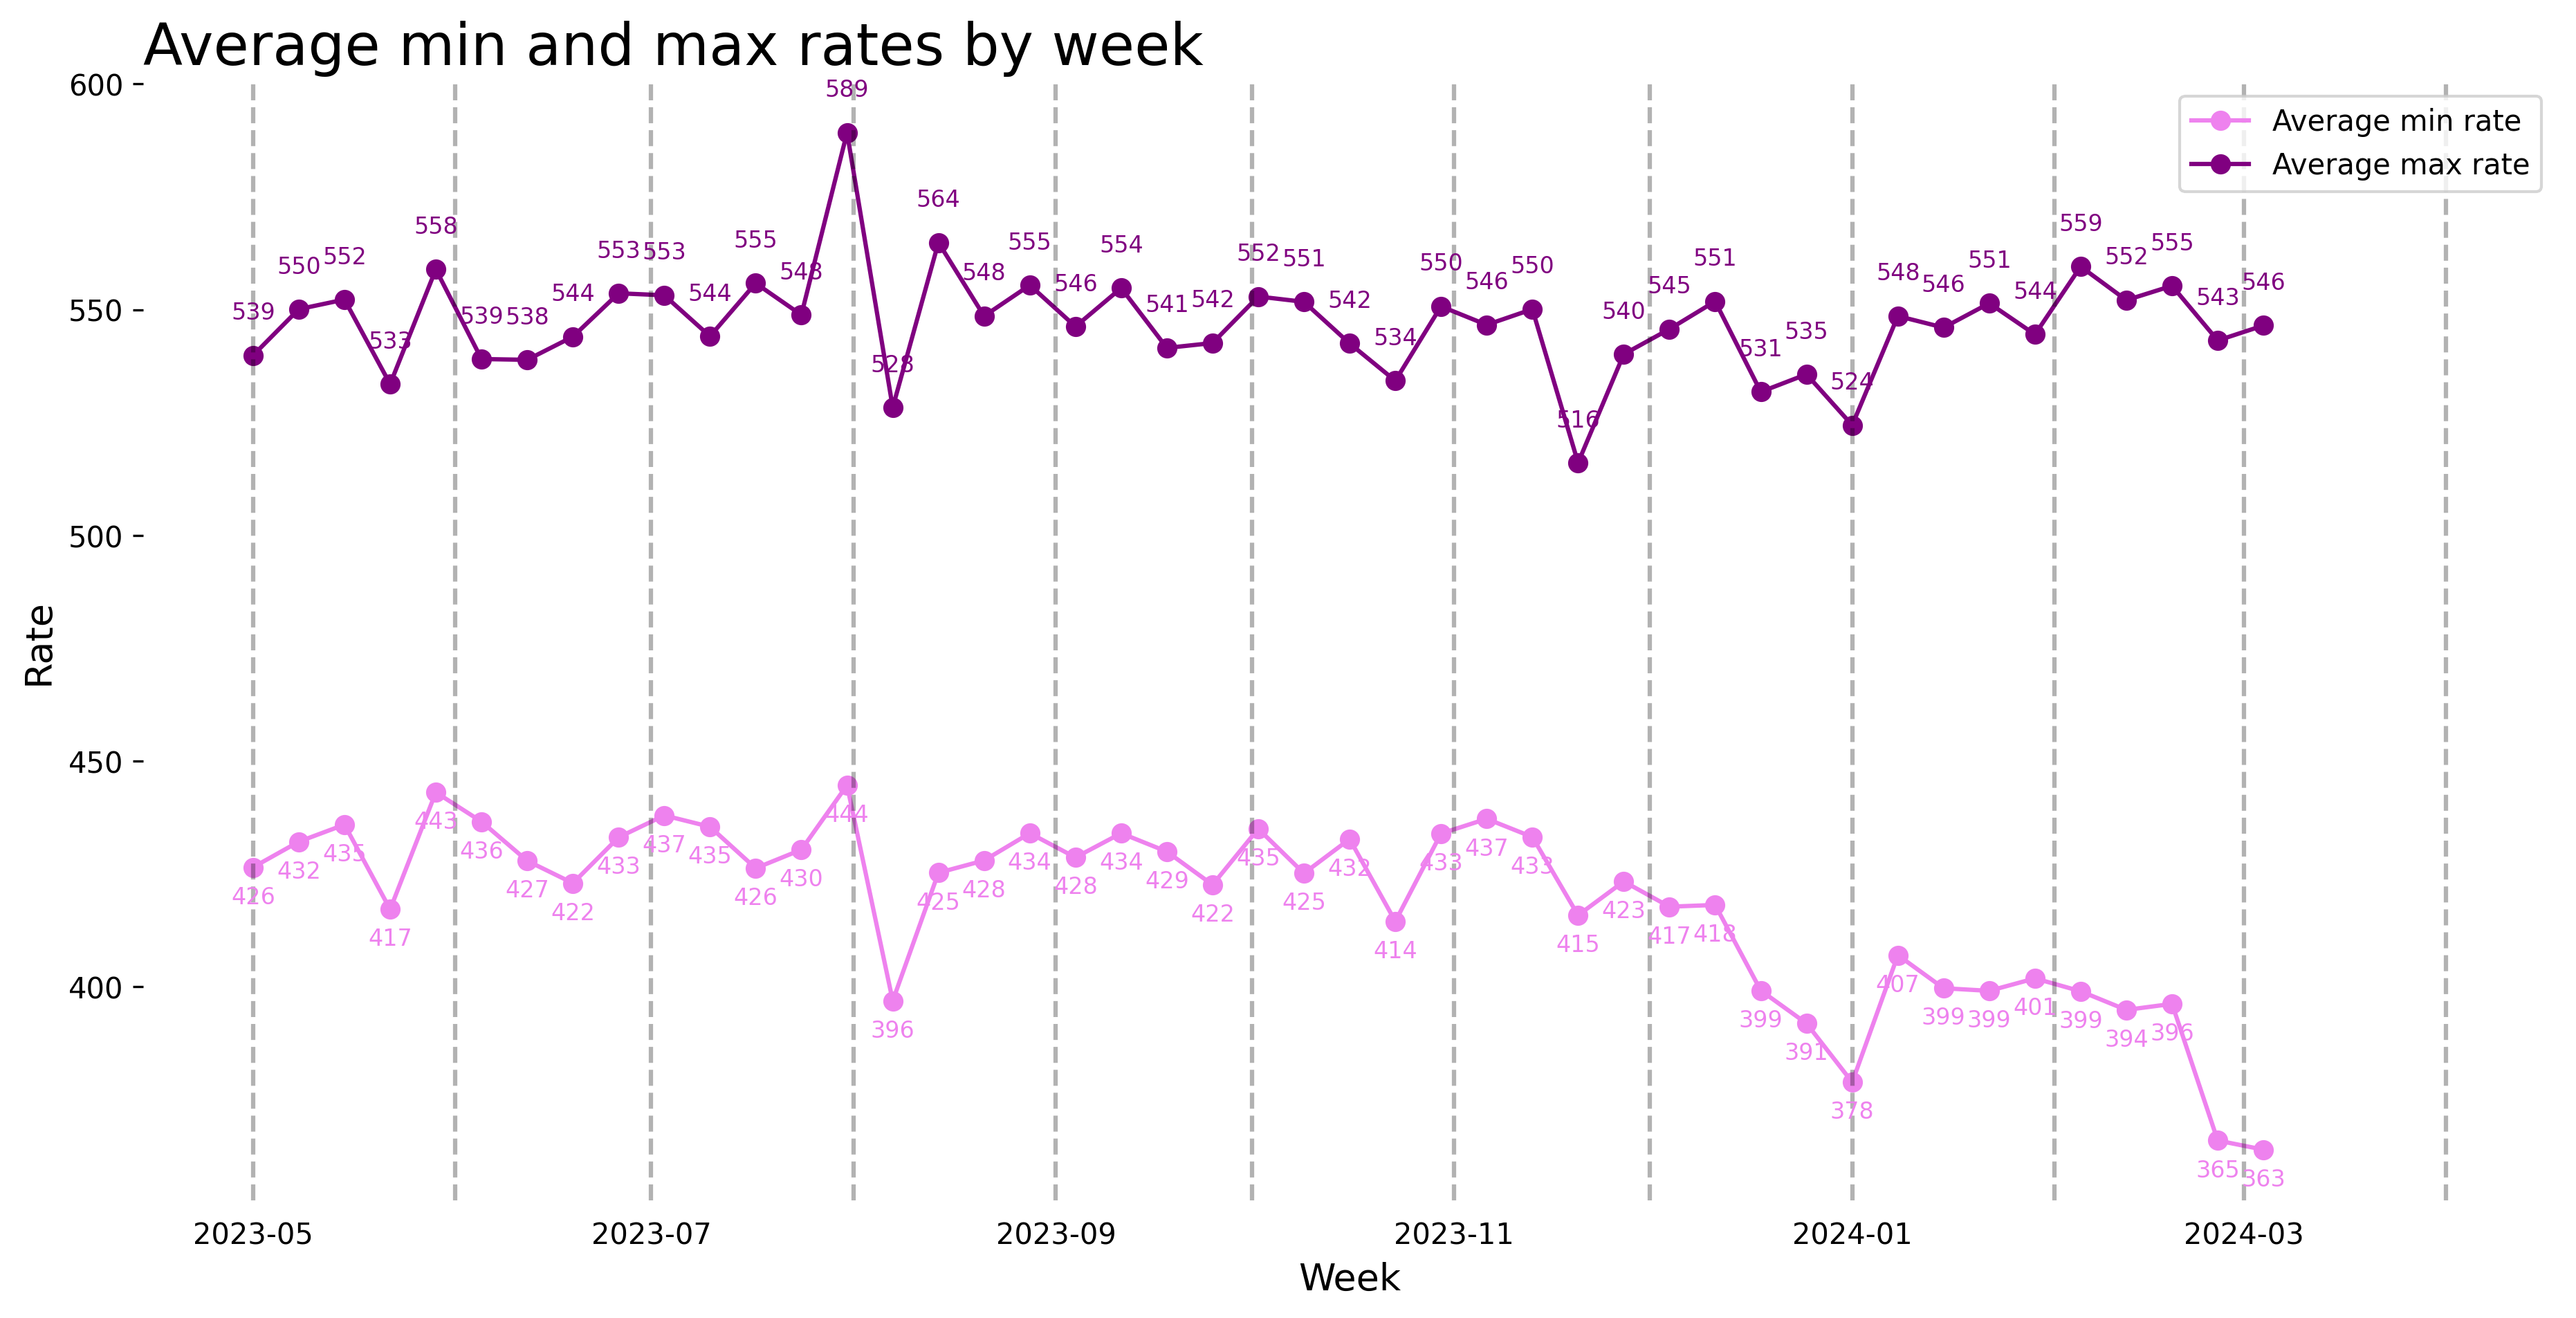 Average min and max rates by week
600
550
500
450
400
Rate
Average min rate
Average max rate
539 550 552 533 558 539 538 544 553 553 544 555 548 589 528 564 548 555 546 554 541 542 552 551 542 534 550 546 550 516 540 545 551 531 535 524 548 546 551 544 559 552 555 543 546
426 432 435 417 443 436 427 422 433 437 435 426 430 444 396 425 428 434 428 434 429 422 435 425 432 414 433 437 433 415 423 417 418 399 391 378 407 399 399 401 399 394 396 365 363
2023-05 2023-07 2023-09 2023-11 2024-01 2024-03
Week